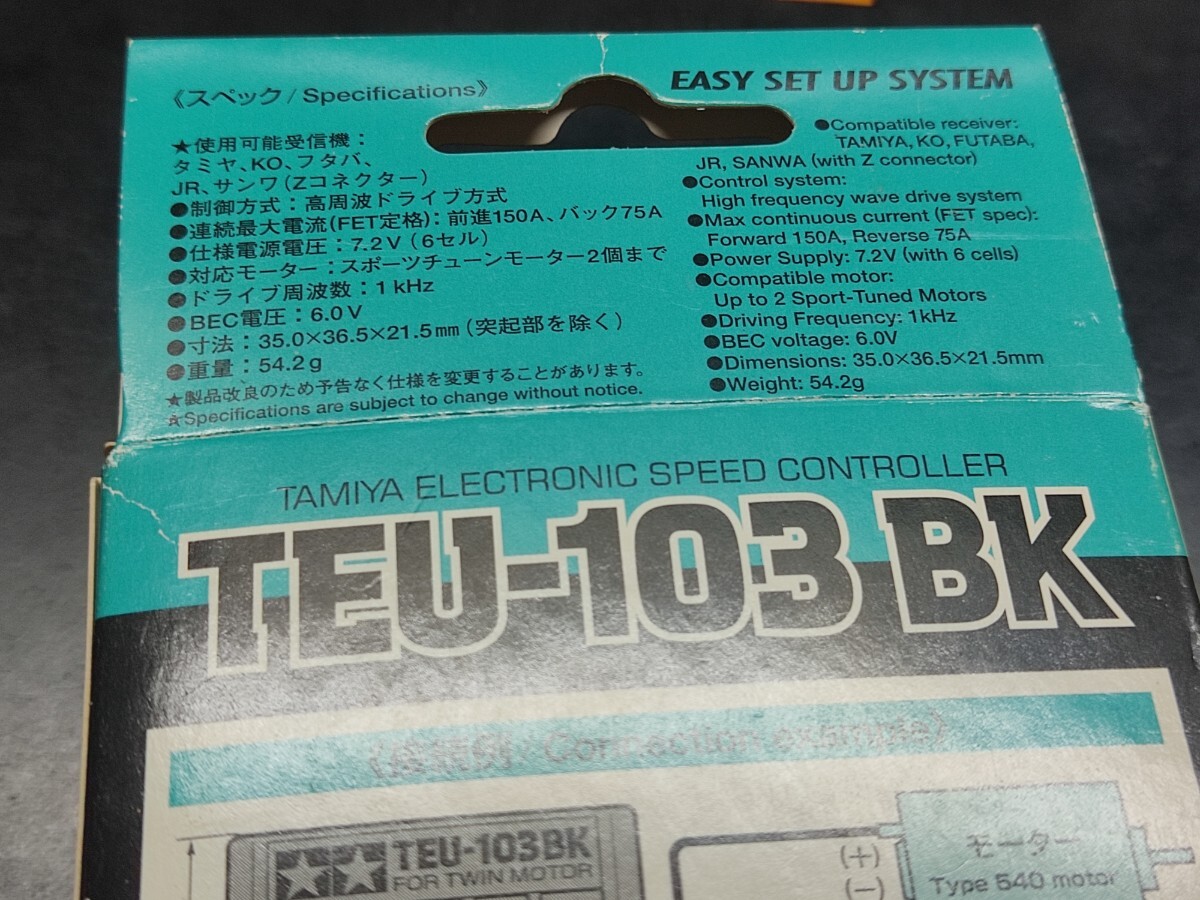 《スペック/Specifications》
★使用可能受信機：
タミヤ、KO、フタバ、
JR、サンワ（Zコネクター）
●制御方式：高周波ドライブ方式
●連続最大電流(FET定格)：前進150A、バック75A
●仕様電源電圧：7.2V（6セル）
●対応モーター：スポーツチューンモーター2個まで
●ドライブ周波数：1kHz
●BEC電圧：6.0V
●寸法：35.0×36.5×21.5mm（突起部を除く）
●重量：54.2g
★製品改良のため予告なく仕様を変更することがあります。
★Specifications are subject to change without notice.
EASY SET UP SYSTEM
●Compatible receiver:
TAMIYA, KO, FUTABA,
JR, SANWA (with Z connector)
●Control system:
High frequency wave drive system
●Max continuous current (FET spec):
Forward 150A, Reverse 75A
●Power Supply: 7.2V (with 6 cells)
●Compatible motor:
Up to 2 Sport-Tuned Motors
●Driving Frequency: 1kHz
●BEC voltage: 6.0V
●Dimensions: 35.0×36.5×21.5mm
●Weight: 54.2g
TAMIYA ELECTRONIC SPEED CONTROLLER
TEU-103 BK
《接続例/Connection example》
TEU-103BK
FOR TWIN MOTOR
(+)
(−)
モーター
Type 540 motor